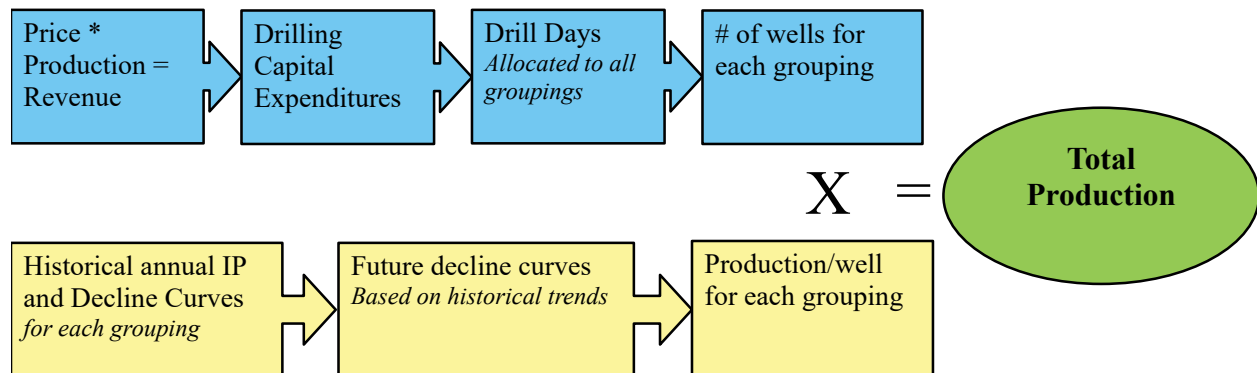 Price *
Production =
Revenue
Drilling
Capital
Expenditures
Drill Days
Allocated to all
groupings
# of wells for
each grouping
X =
Total
Production
Historical annual IP
and Decline Curves
for each grouping
Future decline curves
Based on historical trends
Production/well
for each grouping